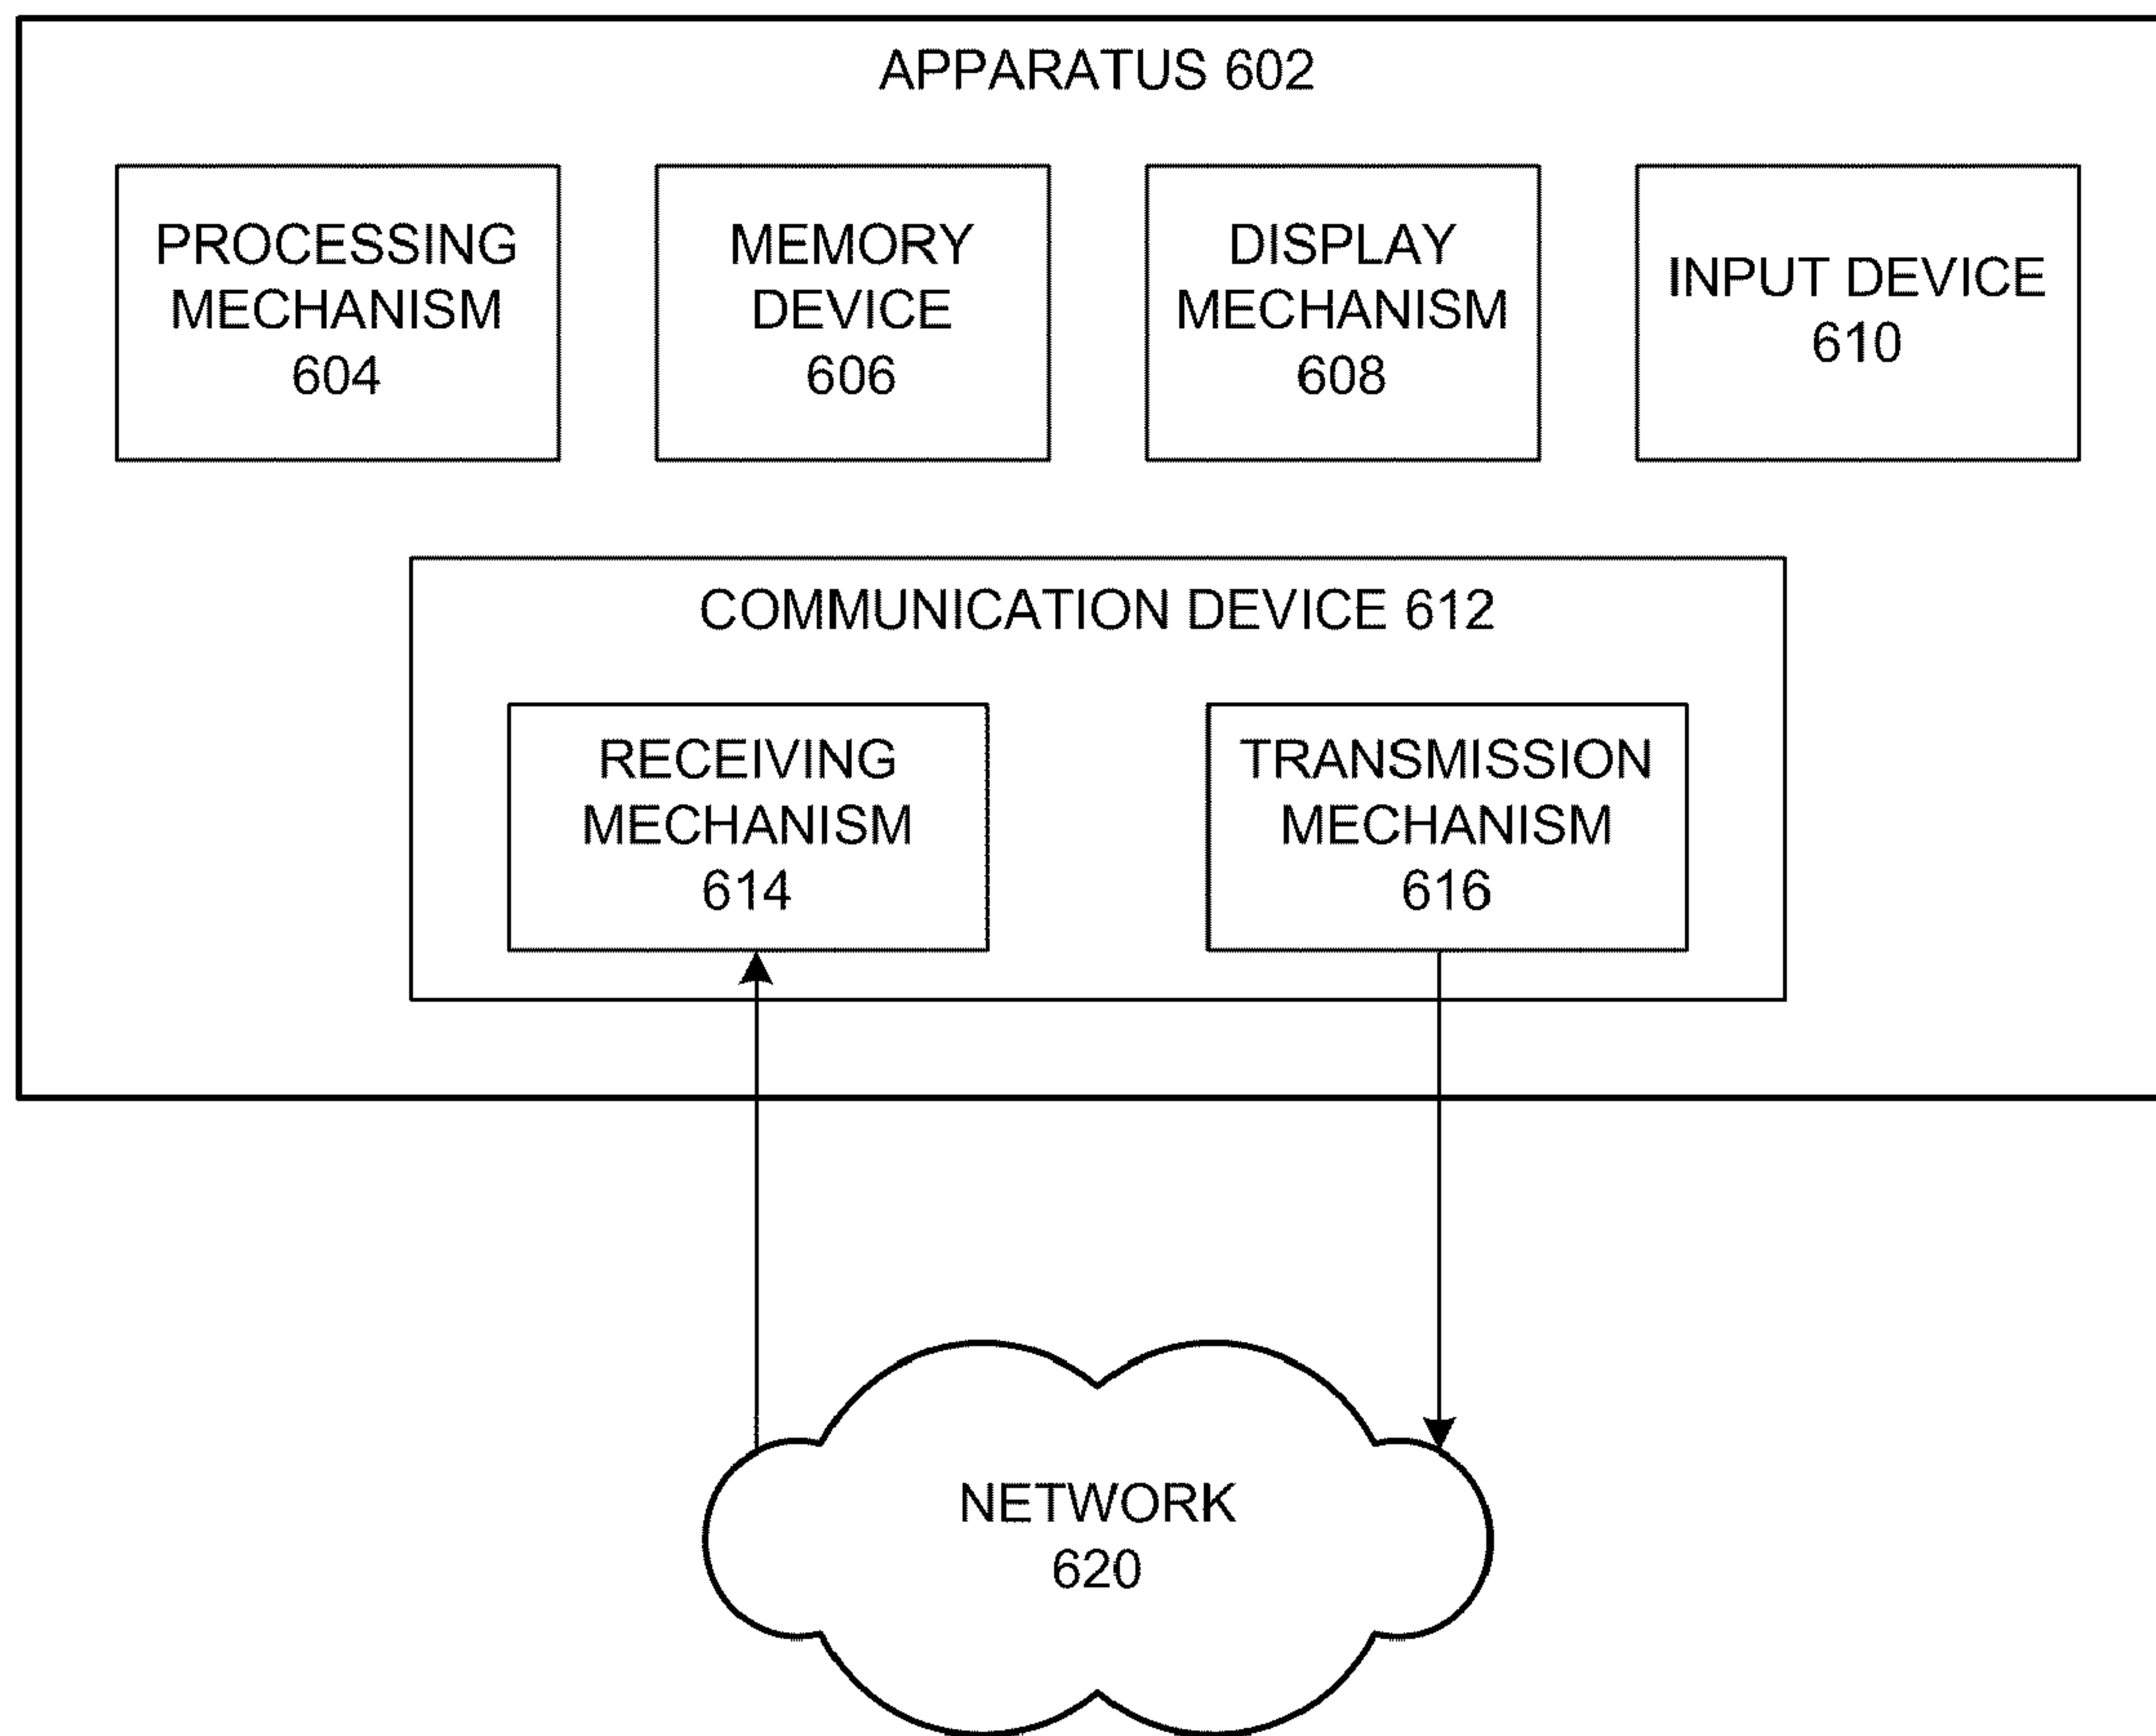 APPARATUS 602
PROCESSING
MECHANISM
604
MEMORY
DEVICE
606
DISPLAY
MECHANISM
608
INPUT DEVICE
610
COMMUNICATION DEVICE 612
RECEIVING
MECHANISM
614
TRANSMISSION
MECHANISM
616
NETWORK
620